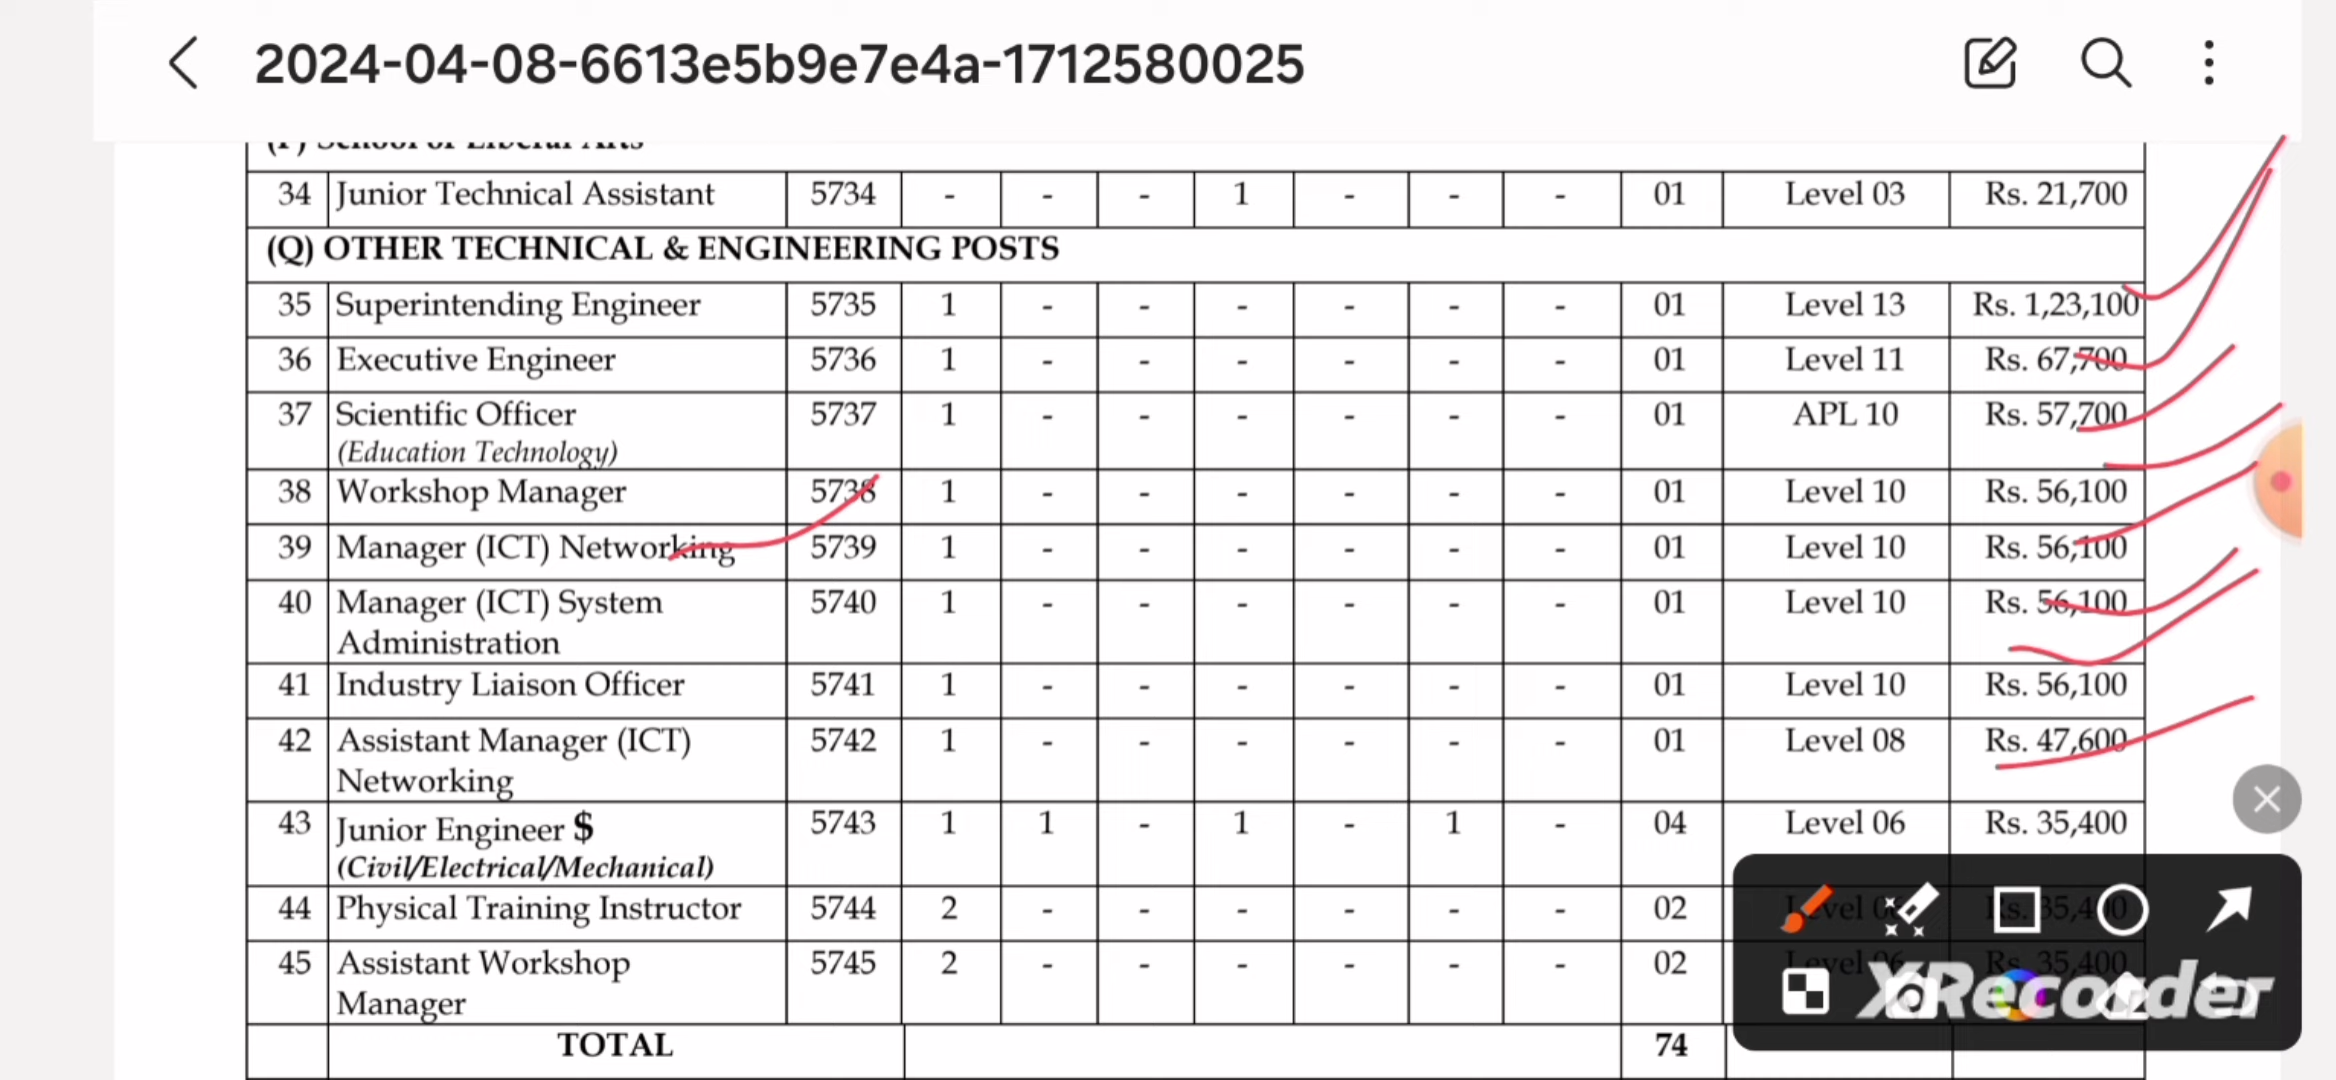 2024-04-08-6613e5b9e7e4a-1712580025
(P) School of Liberal Arts
34 Junior Technical Assistant 5734 - - - 1 - - - 01 Level 03 Rs. 21,700
(Q) OTHER TECHNICAL & ENGINEERING POSTS
35 Superintending Engineer 5735 1 - - - - - - 01 Level 13 Rs. 1,23,100
36 Executive Engineer 5736 1 - - - - - - 01 Level 11 Rs. 67,700
37 Scientific Officer 5737 1 - - - - - - 01 APL 10 Rs. 57,700
(Education Technology)
38 Workshop Manager 5738 1 - - - - - - 01 Level 10 Rs. 56,100
39 Manager (ICT) Networking 5739 1 - - - - - - 01 Level 10 Rs. 56,100
40 Manager (ICT) System 5740 1 - - - - - - 01 Level 10 Rs. 56,100
Administration
41 Industry Liaison Officer 5741 1 - - - - - - 01 Level 10 Rs. 56,100
42 Assistant Manager (ICT) 5742 1 - - - - - - 01 Level 08 Rs. 47,600
Networking
43 Junior Engineer $ 5743 1 1 - 1 - 1 - 04 Level 06 Rs. 35,400
(Civil/Electrical/Mechanical)
44 Physical Training Instructor 5744 2 - - - - - - 02 Level 06 Rs. 35,400
45 Assistant Workshop 5745 2 - - - - - - 02 Level 06 Rs. 35,400
Manager
XRecorder
TOTAL 74